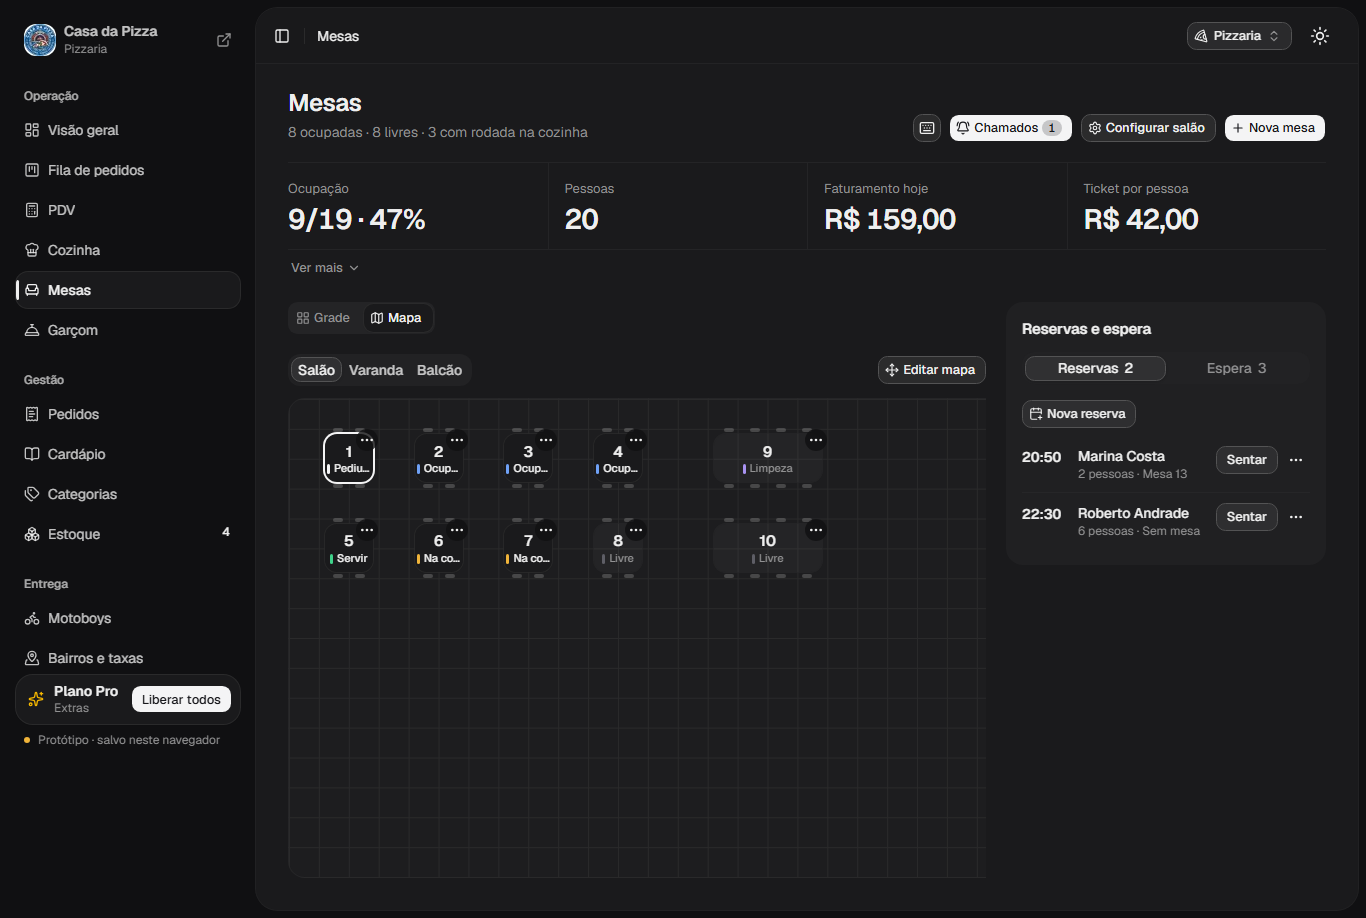 Casa da Pizza
Pizzaria
Operação
Visão geral
Fila de pedidos
PDV
Cozinha
Mesas
Garçom
Gestão
Pedidos
Cardápio
Categorias
Estoque 4
Entrega
Motoboys
Bairros e taxas
Plano Pro
Extras
Liberar todos
Protótipo · salvo neste navegador
Mesas
Pizzaria
Mesas
8 ocupadas · 8 livres · 3 com rodada na cozinha
Chamados 1
Configurar salão
+ Nova mesa
Ocupação
9/19 · 47%
Pessoas
20
Faturamento hoje
R$ 159,00
Ticket por pessoa
R$ 42,00
Ver mais
Grade
Mapa
Salão
Varanda
Balcão
Editar mapa
1
Pediu...
2
Ocup...
3
Ocup...
4
Ocup...
9
Limpeza
5
Servir
6
Na co...
7
Na co...
8
Livre
10
Livre
Reservas e espera
Reservas 2
Espera 3
Nova reserva
20:50
Marina Costa
2 pessoas · Mesa 13
Sentar
22:30
Roberto Andrade
6 pessoas · Sem mesa
Sentar